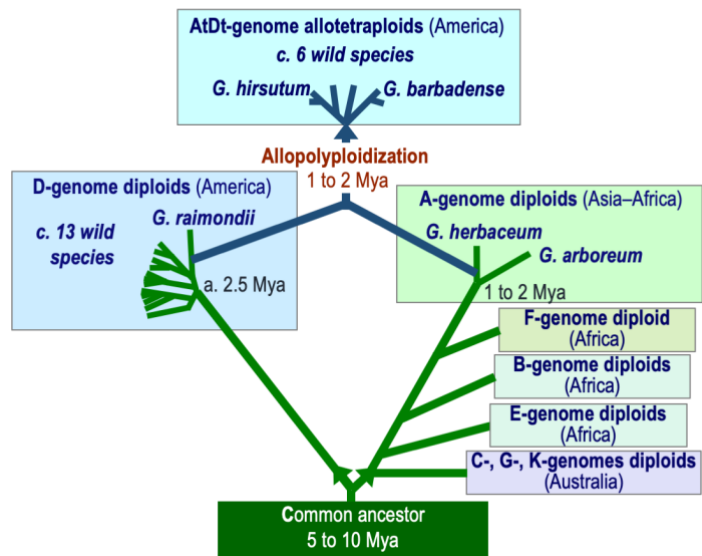 AtDt-genome allotetraploids (America)
c. 6 wild species
G. hirsutum
G. barbadense
Allopolyploidization
1 to 2 Mya
D-genome diploids (America)
c. 13 wild
species
G. raimondii
a. 2.5 Mya
A-genome diploids (Asia–Africa)
G. herbaceum
G. arboreum
1 to 2 Mya
F-genome diploid
(Africa)
B-genome diploids
(Africa)
E-genome diploids
(Africa)
C-, G-, K-genomes diploids
(Australia)
Common ancestor
5 to 10 Mya